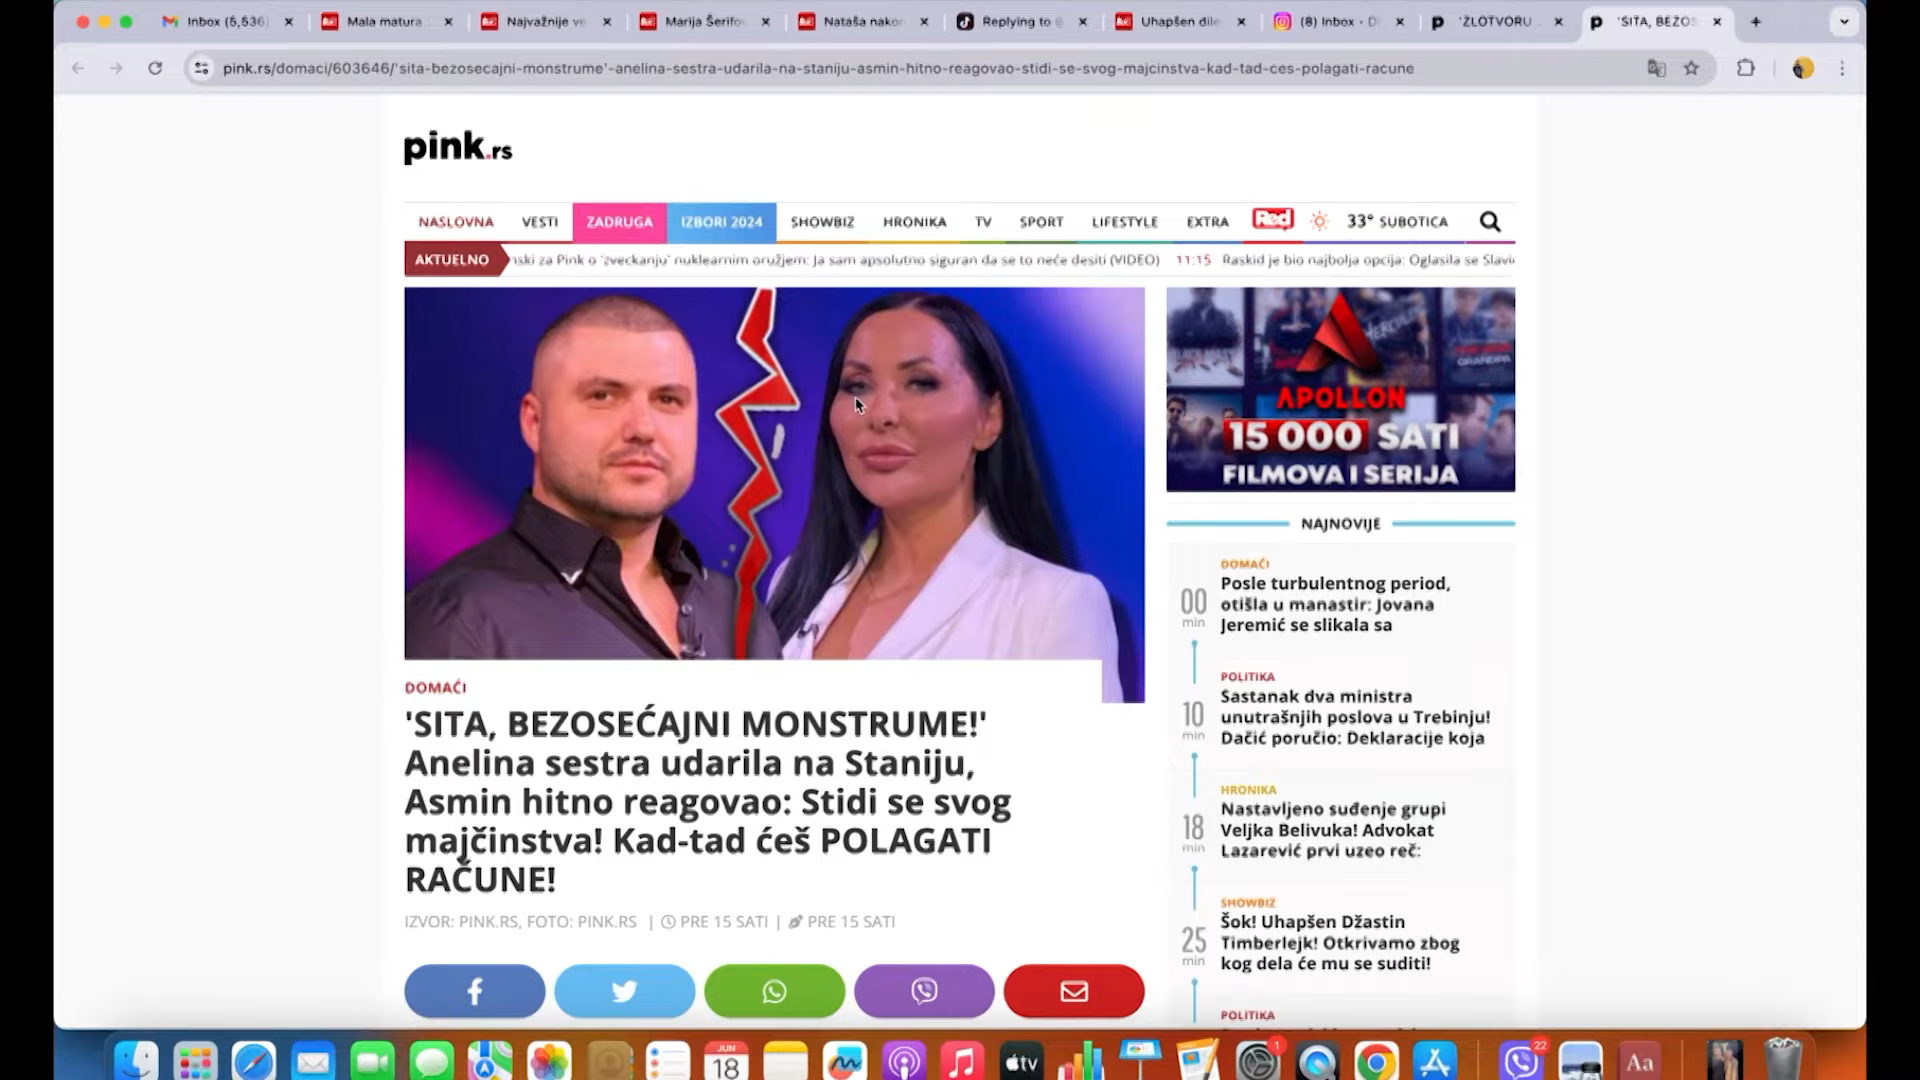 Inbox (5,536)
Mala matura
Najvažnije ve
Marija Šerifo
Nataša nako
Replying to @
Uhapšen dile
(8) Inbox • D
'ZLOTVORU
'SITA, BEZOS
pink.rs/domaci/603646/'sita-bezosecajni-monstrume'-anelina-sestra-udarila-na-staniju-asmin-hitno-reagovao-stidi-se-svog-majcinstva-kad-tad-ces-polagati-racune
pink.rs
NASLOVNA VESTI ZADRUGA IZBORI 2024 SHOWBIZ HRONIKA TV SPORT LIFESTYLE EXTRA Red 33° SUBOTICA
AKTUELNO nski za Pink o 'zveckanju' nuklearnim oružjem: Ja sam apsolutno siguran da se to neće desiti (VIDEO) 11:15 Raskid je bio najbolja opcija: Oglasila se Slavi
APOLLON
15 000 SATI
FILMOVA I SERIJA
DOMAĆI
'SITA, BEZOSEĆAJNI MONSTRUME!'
Anelina sestra udarila na Staniju,
Asmin hitno reagovao: Stidi se svog
majčinstva! Kad-tad ćeš POLAGATI
RAČUNE!
IZVOR: PINK.RS, FOTO: PINK.RS | PRE 15 SATI | PRE 15 SATI
NAJNOVIJE
DOMAĆI
00 min
Posle turbulentnog period,
otišla u manastir: Jovana
Jeremić se slikala sa
POLITIKA
10 min
Sastanak dva ministra
unutrašnjih poslova u Trebinju!
Dačić poručio: Deklaracije koja
HRONIKA
18 min
Nastavljeno suđenje grupi
Veljka Belivuka! Advokat
Lazarević prvi uzeo reč:
SHOWBIZ
25 min
Šok! Uhapšen Džastin
Timberlejk! Otkrivamo zbog
kog dela će mu se suditi!
POLITIKA
JUN
18
tv
1
22
Aa